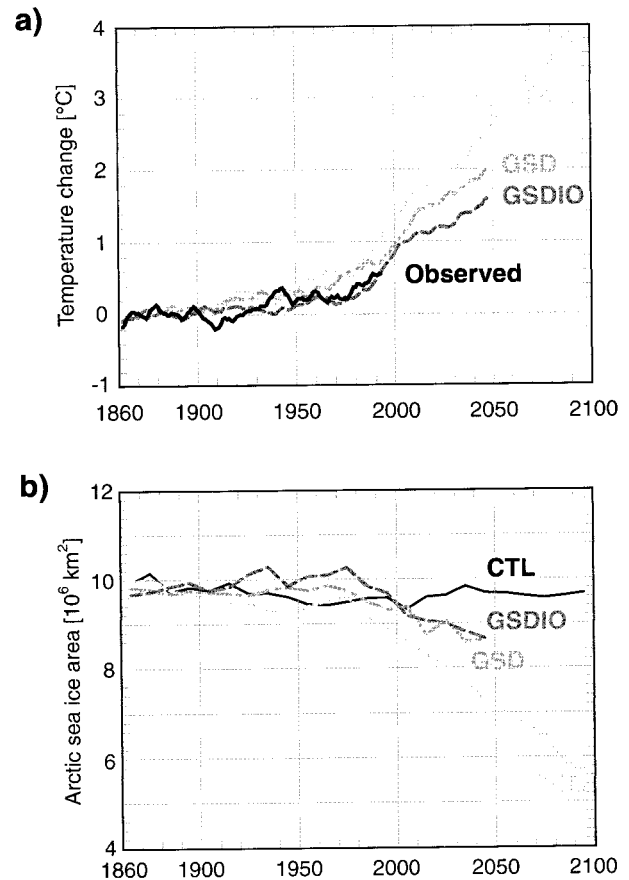 a)
4
3
2
1
0
-1
Temperature change [°C]
GSD
GSDIO
Observed
1860 1900 1950 2000 2050 2100
b)
12
10
8
6
4
Arctic sea ice area [10⁶ km²]
CTL
GSDIO
GSD
1860 1900 1950 2000 2050 2100